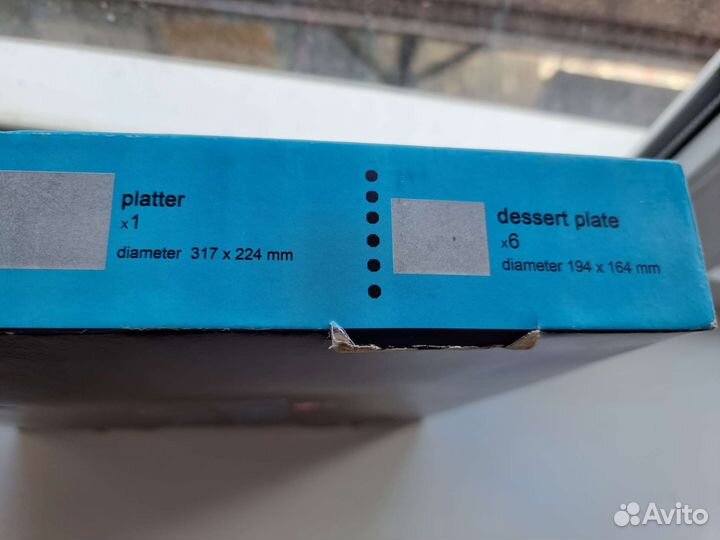 platter
x1
diameter 317 x 224 mm
dessert plate
x6
diameter 194 x 164 mm
Avito